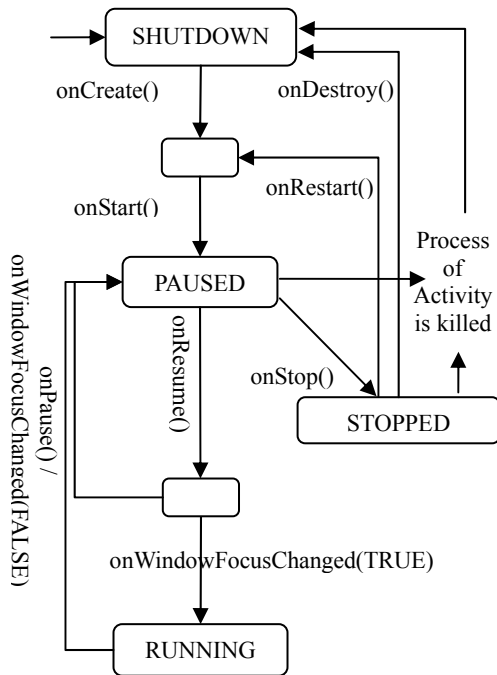 SHUTDOWN
onCreate()
onDestroy()
onRestart()
onStart()
Process
of
Activity
is killed
PAUSED
onResume()
onStop()
onPause() /
onWindowFocusChanged(FALSE)
STOPPED
onWindowFocusChanged(TRUE)
RUNNING